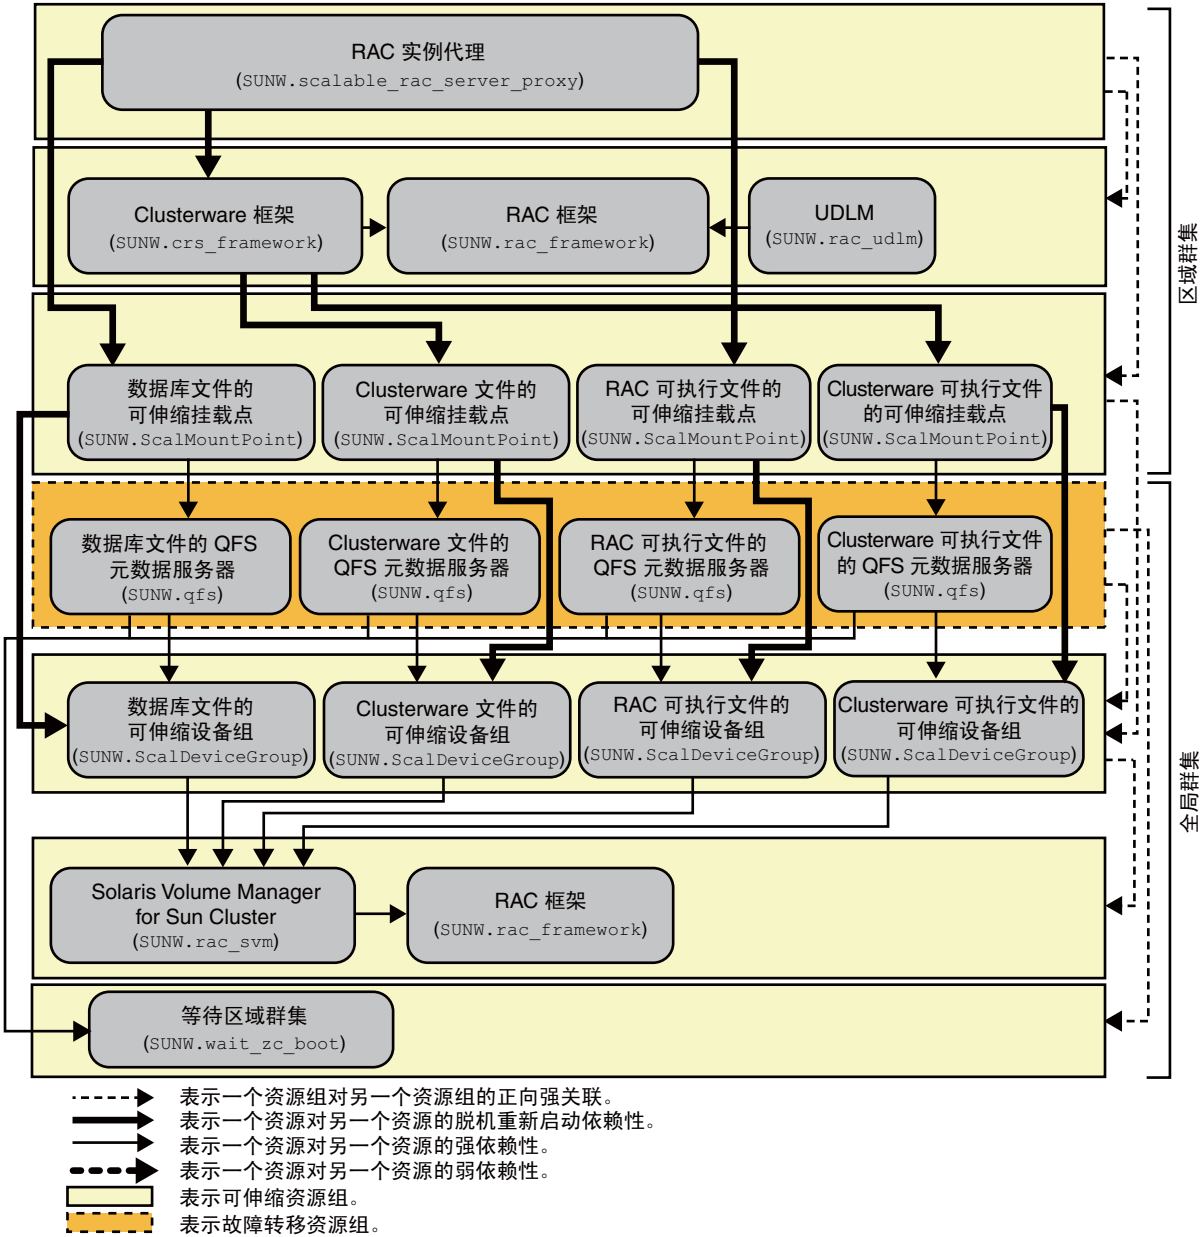 RAC 实例代理
(SUNW.scalable_rac_server_proxy)
Clusterware 框架
(SUNW.crs_framework)
RAC 框架
(SUNW.rac_framework)
UDLM
(SUNW.rac_udlm)
区域群集
数据库文件的
可伸缩挂载点
(SUNW.ScalMountPoint)
Clusterware 文件的
可伸缩挂载点
(SUNW.ScalMountPoint)
RAC 可执行文件的
可伸缩挂载点
(SUNW.ScalMountPoint)
Clusterware 可执行文件
的可伸缩挂载点
(SUNW.ScalMountPoint)
数据库文件的 QFS
元数据服务器
(SUNW.qfs)
Clusterware 文件的
QFS 元数据服务器
(SUNW.qfs)
RAC 可执行文件的
QFS 元数据服务器
(SUNW.qfs)
Clusterware 可执行文件
的 QFS 元数据服务器
(SUNW.qfs)
数据库文件的
可伸缩设备组
(SUNW.ScalDeviceGroup)
Clusterware 文件的
可伸缩设备组
(SUNW.ScalDeviceGroup)
RAC 可执行文件的
可伸缩设备组
(SUNW.ScalDeviceGroup)
Clusterware 可执行文件的
可伸缩设备组
(SUNW.ScalDeviceGroup)
全局群集
Solaris Volume Manager
for Sun Cluster
(SUNW.rac_svm)
RAC 框架
(SUNW.rac_framework)
等待区域群集
(SUNW.wait_zc_boot)
表示一个资源组对另一个资源组的正向强关联。
表示一个资源对另一个资源的脱机重新启动依赖性。
表示一个资源对另一个资源的强依赖性。
表示一个资源对另一个资源的弱依赖性。
表示可伸缩资源组。
表示故障转移资源组。